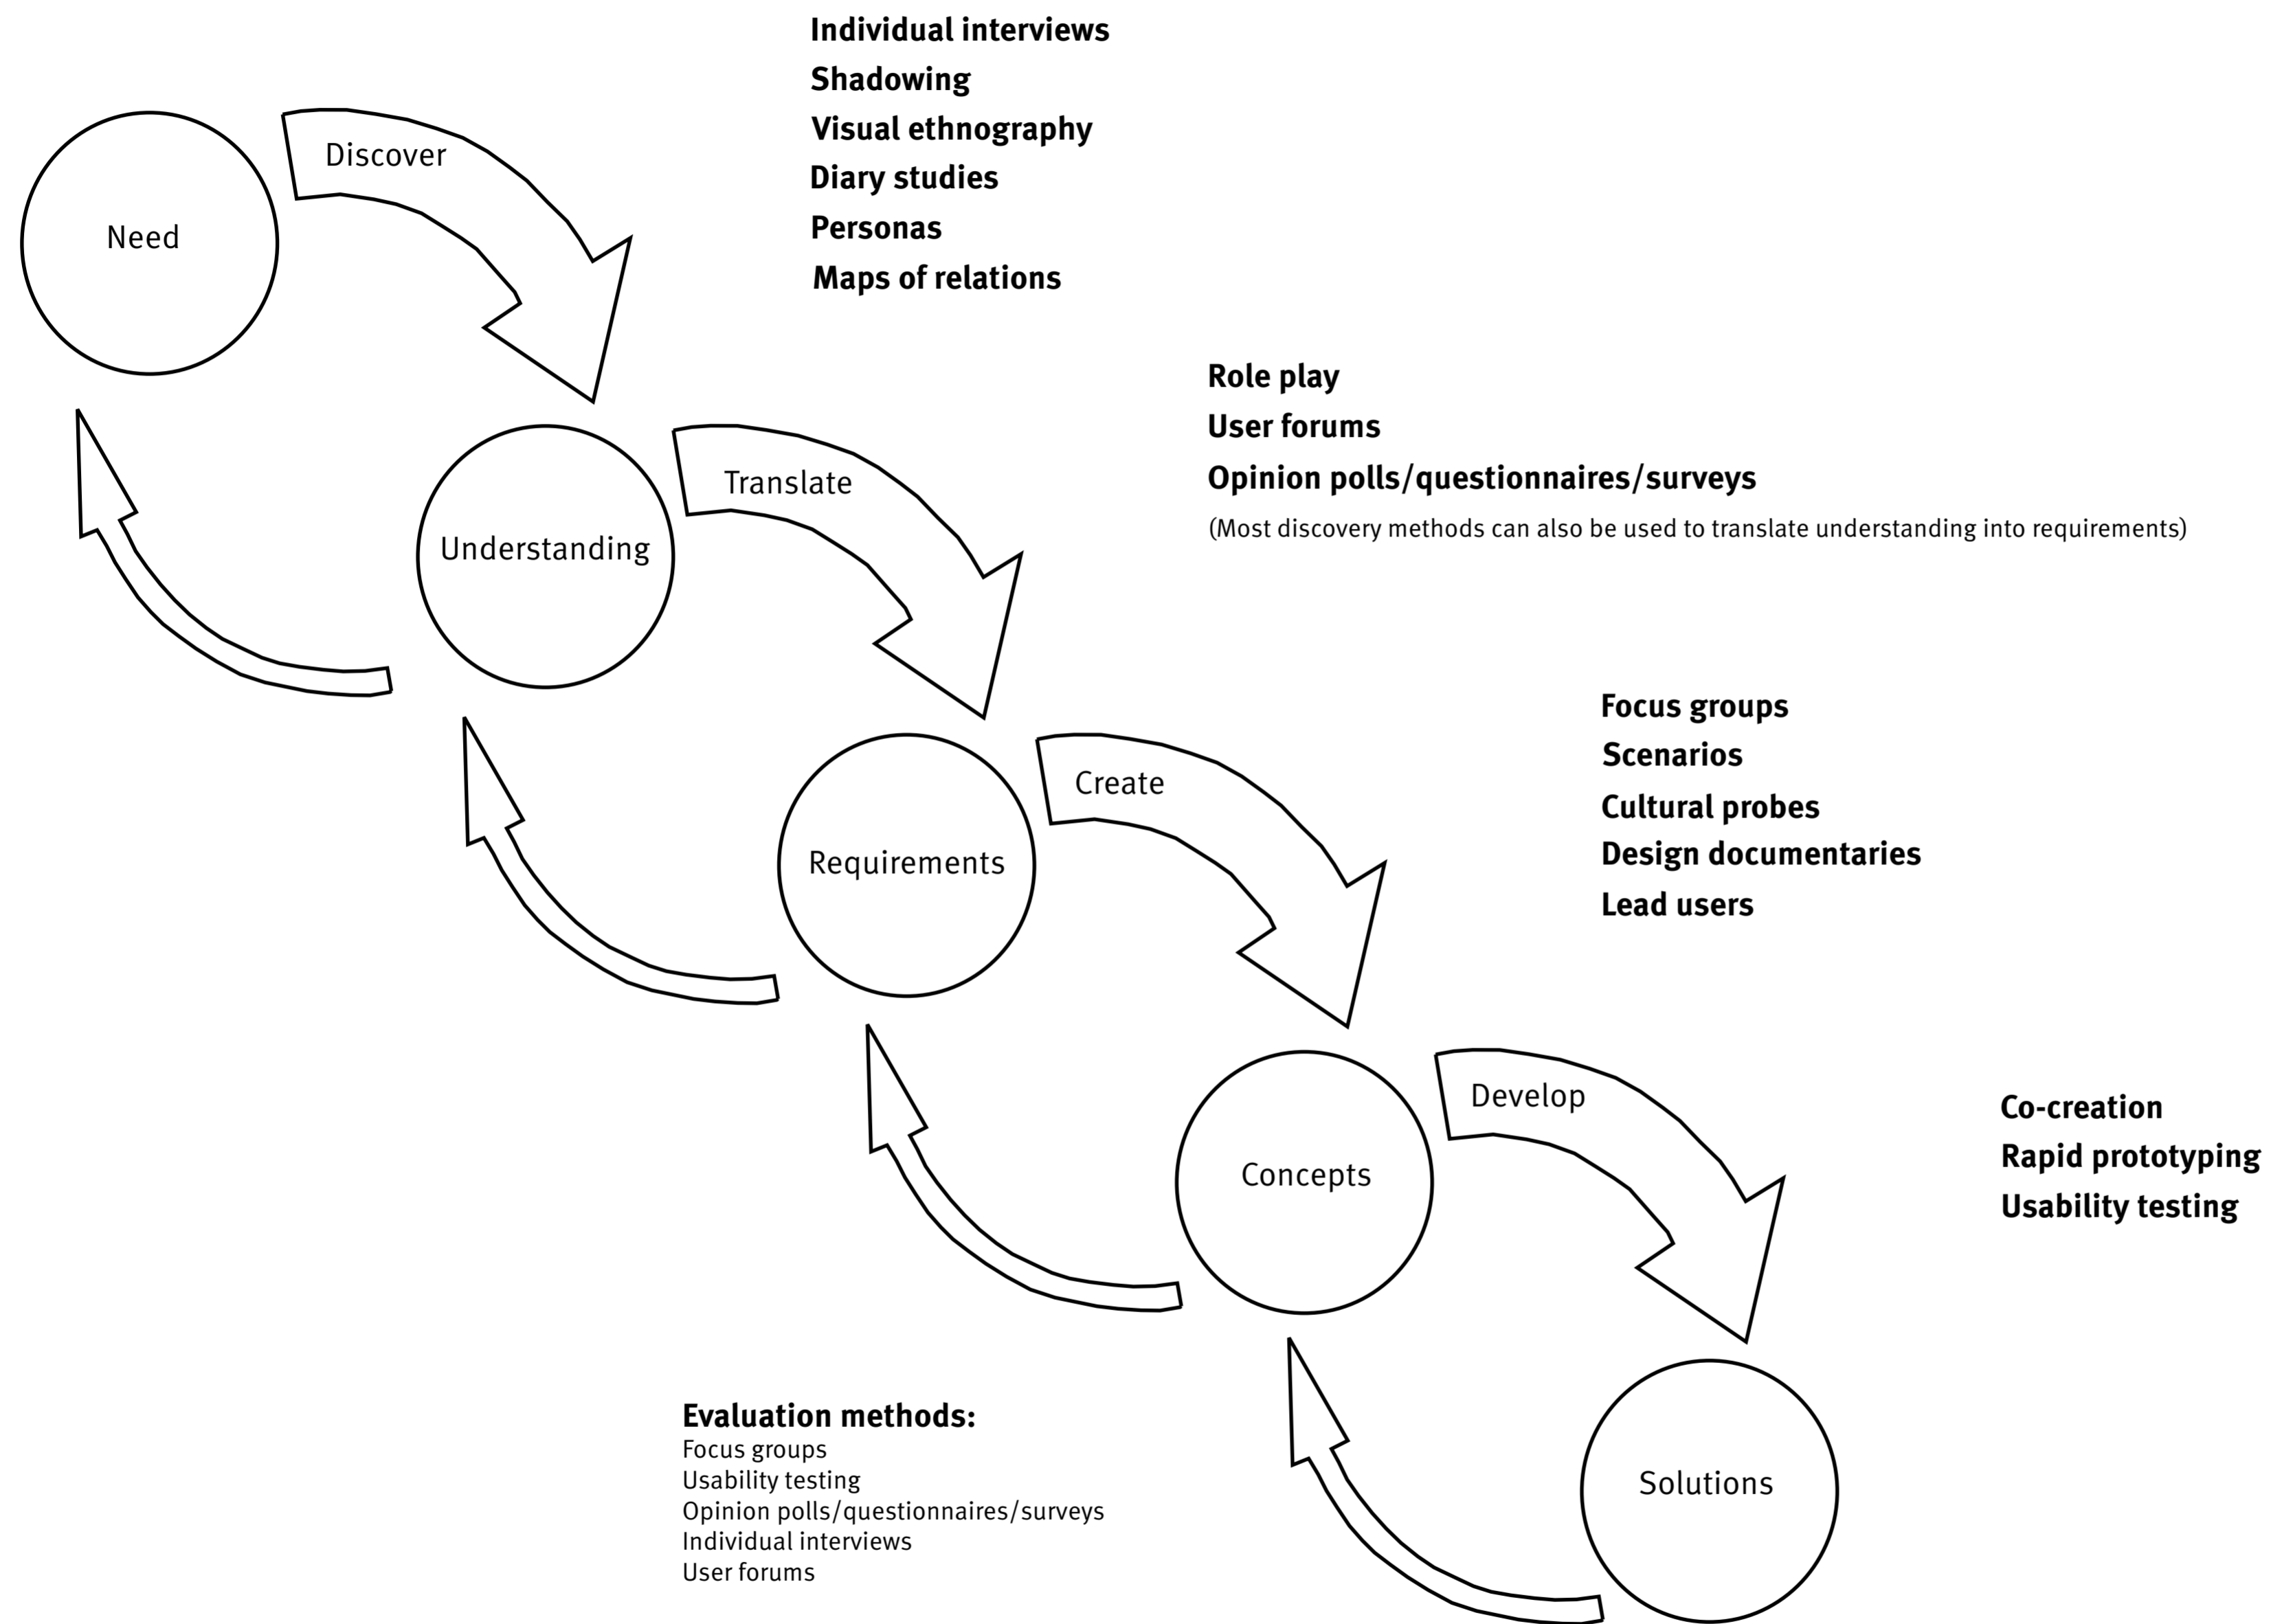 Individual interviews
Shadowing
Visual ethnography
Diary studies
Personas
Maps of relations
Discover
Need
Role play
User forums
Opinion polls/questionnaires/surveys
(Most discovery methods can also be used to translate understanding into requirements)
Translate
Understanding
Focus groups
Scenarios
Cultural probes
Design documentaries
Lead users
Create
Requirements
Co-creation
Rapid prototyping
Usability testing
Develop
Concepts
Solutions
Evaluation methods:
Focus groups
Usability testing
Opinion polls/questionnaires/surveys
Individual interviews
User forums